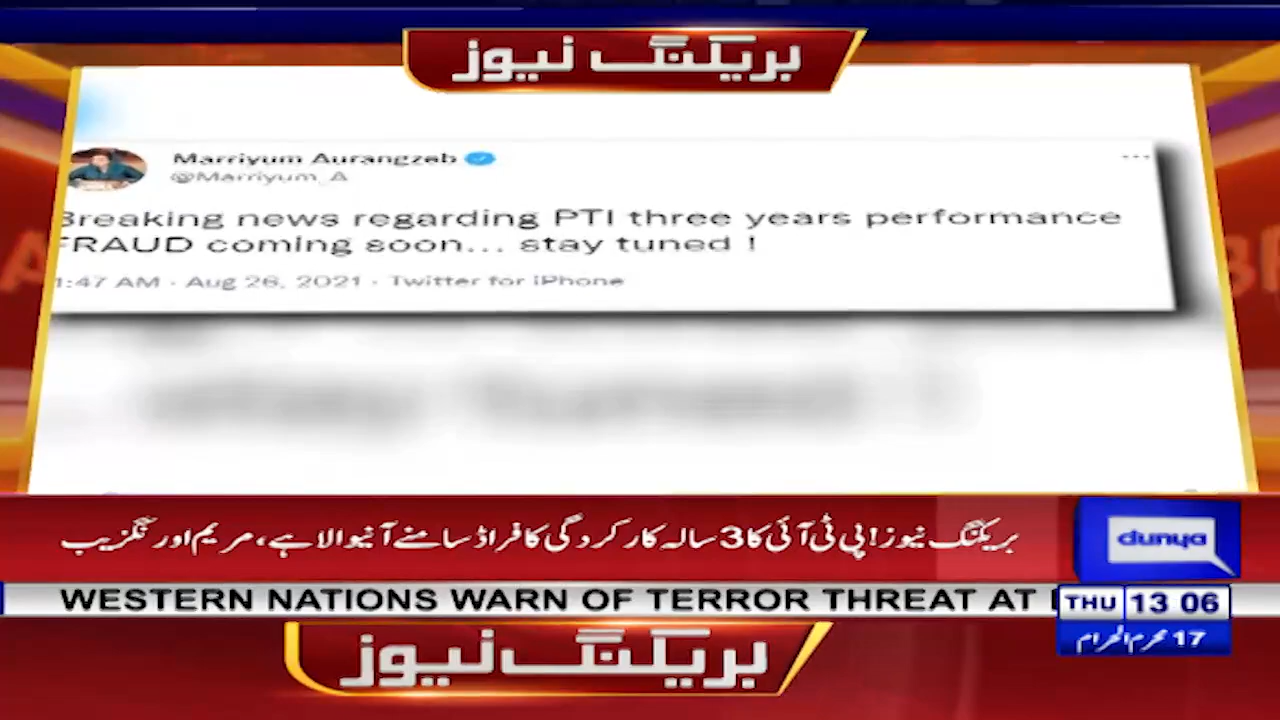 بریکنگ نیوز
Marriyum Aurangzeb
@Marriyum_A
Breaking news regarding PTI three years performance
FRAUD coming soon... stay tuned !
1:47 AM · Aug 26, 2021 · Twitter for iPhone
بریکنگ نیوز! پی ٹی آئی کا 3 سالہ کارکردگی کا فراڈ سامنے آنیوالا ہے، مریم اورنگزیب
dunya
WESTERN NATIONS WARN OF TERROR THREAT AT
THU 13 06
17 محرم الحرام
بریکنگ نیوز